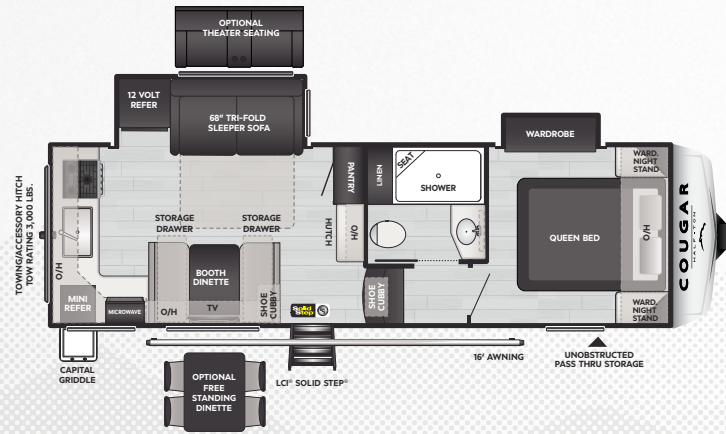 OPTIONAL
THEATER SEATING
12 VOLT
REFER
68" TRI-FOLD
SLEEPER SOFA
WARDROBE
PANTRY
LINEN
SEAT
SHOWER
WARD.
NIGHT
STAND
TOWING/ACCESSORY HITCH
TOW RATING 3,000 LBS.
O/H
STORAGE
DRAWER
STORAGE
DRAWER
HUTCH
O/H
QUEEN BED
O/H
COUGAR
HALF-TON
BOOTH
DINETTE
MINI
REFER
MICROWAVE
O/H
TV
SHOE
CUBBY
Solid
Step
SHOE
CUBBY
WARD.
NIGHT
STAND
CAPITAL
GRIDDLE
OPTIONAL
FREE
STANDING
DINETTE
LCI® SOLID STEP®
16' AWNING
UNOBSTRUCTED
PASS THRU STORAGE